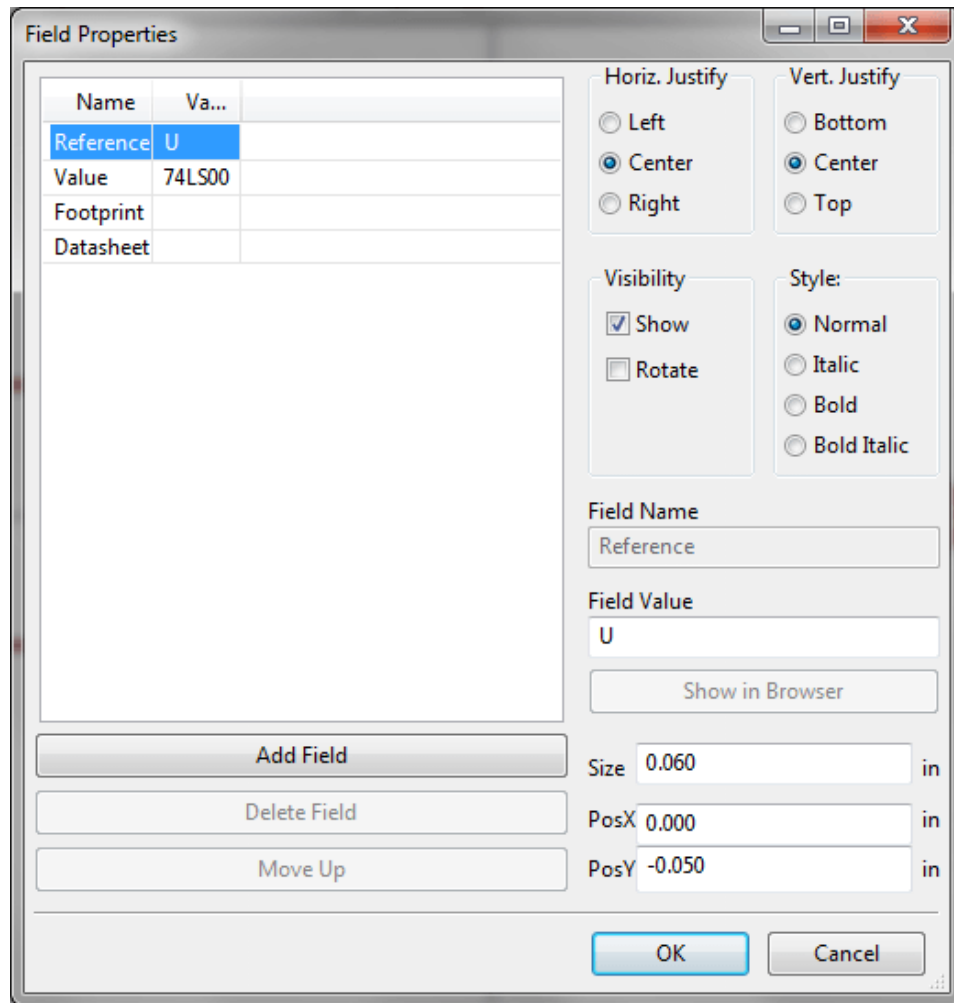 Field Properties
Name Va...
Reference U
Value 74LS00
Footprint
Datasheet
Add Field
Delete Field
Move Up
Horiz. Justify
Left
Center
Right
Vert. Justify
Bottom
Center
Top
Visibility
Show
Rotate
Style:
Normal
Italic
Bold
Bold Italic
Field Name
Reference
Field Value
U
Show in Browser
Size 0.060 in
PosX 0.000 in
PosY -0.050 in
OK Cancel